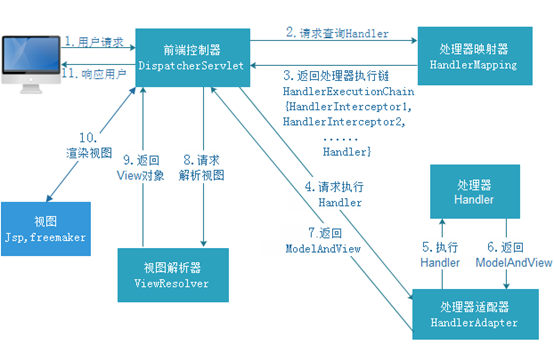 1.用户请求
11.响应用户
前端控制器
DispatcherServlet
2.请求查询Handler
处理器映射器
HandlerMapping
3.返回处理器执行链
HandlerExecutionChain
{HandlerInterceptor1,
HandlerInterceptor2,
......
Handler}
10.
渲染视图
9.返回
View对象
8.请求
解析视图
4.请求执行
Handler
7.返回
ModelAndView
处理器
Handler
5.执行
Handler
6.返回
ModelAndView
视图
Jsp,freemaker
视图解析器
ViewResolver
处理器适配器
HandlerAdapter